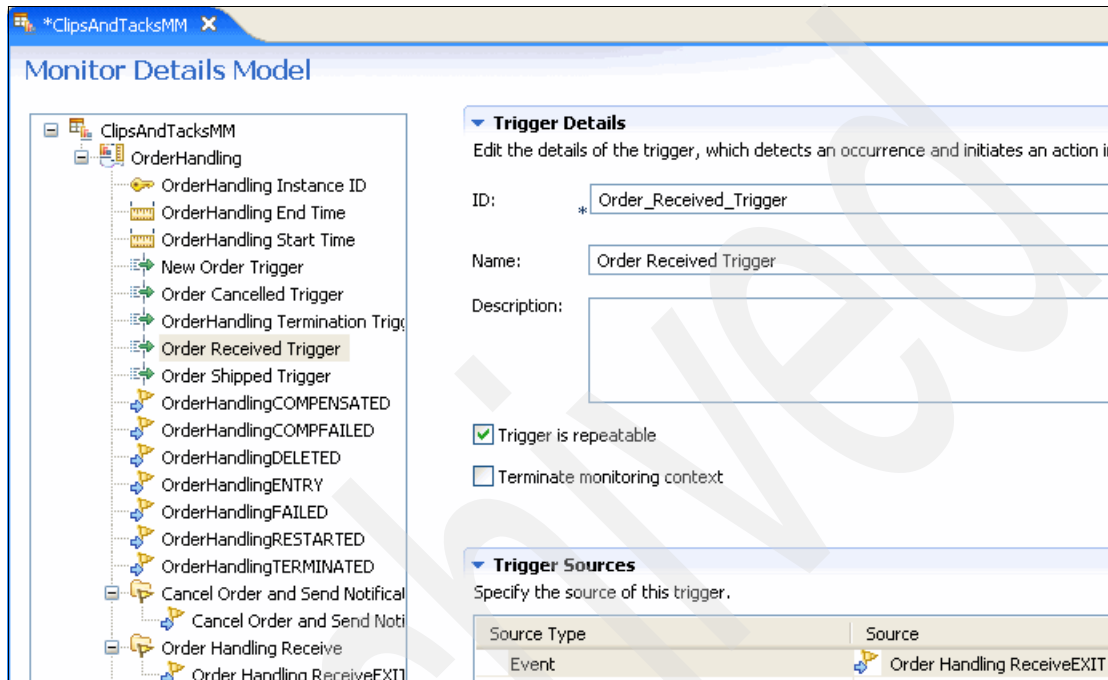 *ClipsAndTacksMM
Monitor Details Model
ClipsAndTacksMM
OrderHandling
OrderHandling Instance ID
OrderHandling End Time
OrderHandling Start Time
New Order Trigger
Order Cancelled Trigger
OrderHandling Termination Trigg
Order Received Trigger
Order Shipped Trigger
OrderHandlingCOMPENSATED
OrderHandlingCOMPFAILED
OrderHandlingDELETED
OrderHandlingENTRY
OrderHandlingFAILED
OrderHandlingRESTARTED
OrderHandlingTERMINATED
Cancel Order and Send Notificat
Cancel Order and Send Noti
Order Handling Receive
Order Handling ReceiveEXIT
Trigger Details
Edit the details of the trigger, which detects an occurrence and initiates an action i
ID: * Order_Received_Trigger
Name: Order Received Trigger
Description:
Trigger is repeatable
Terminate monitoring context
Trigger Sources
Specify the source of this trigger.
Source Type Source
Event Order Handling ReceiveEXIT